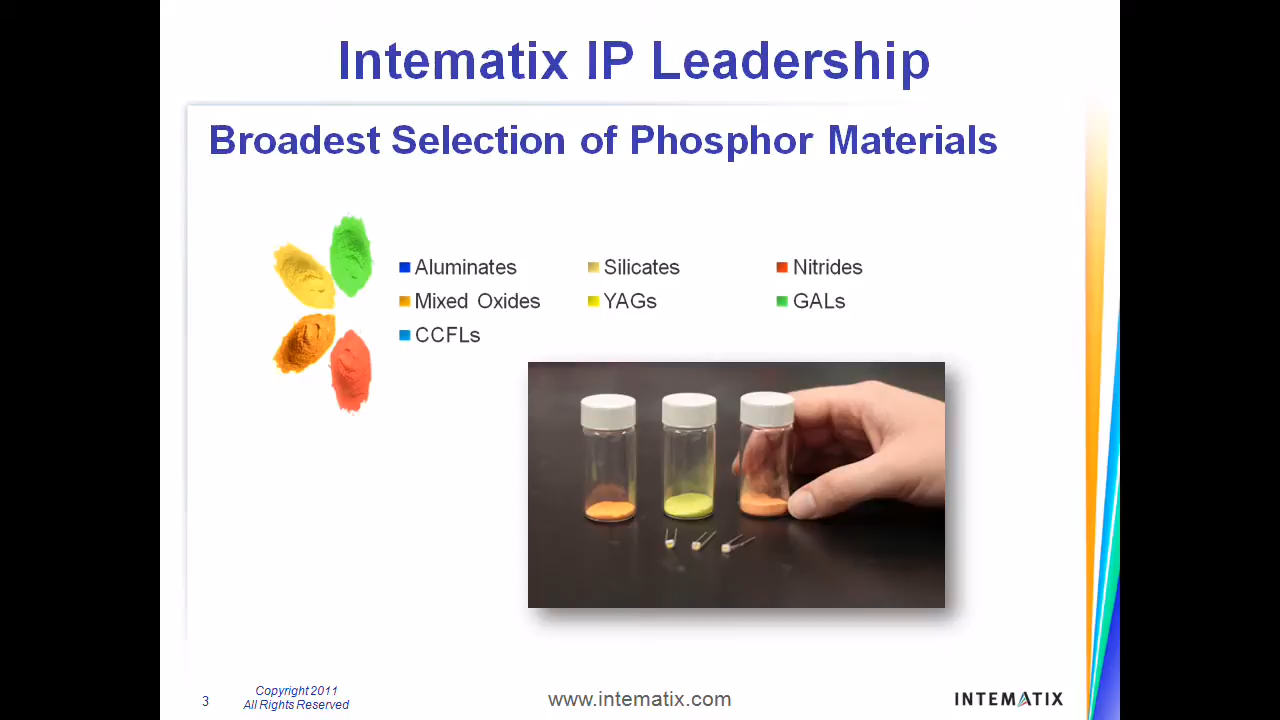 Intematix IP Leadership
Broadest Selection of Phosphor Materials
Aluminates Silicates Nitrides
Mixed Oxides YAGs GALs
CCFLs
3
Copyright 2011
All Rights Reserved
www.intematix.com
INTEMATIX